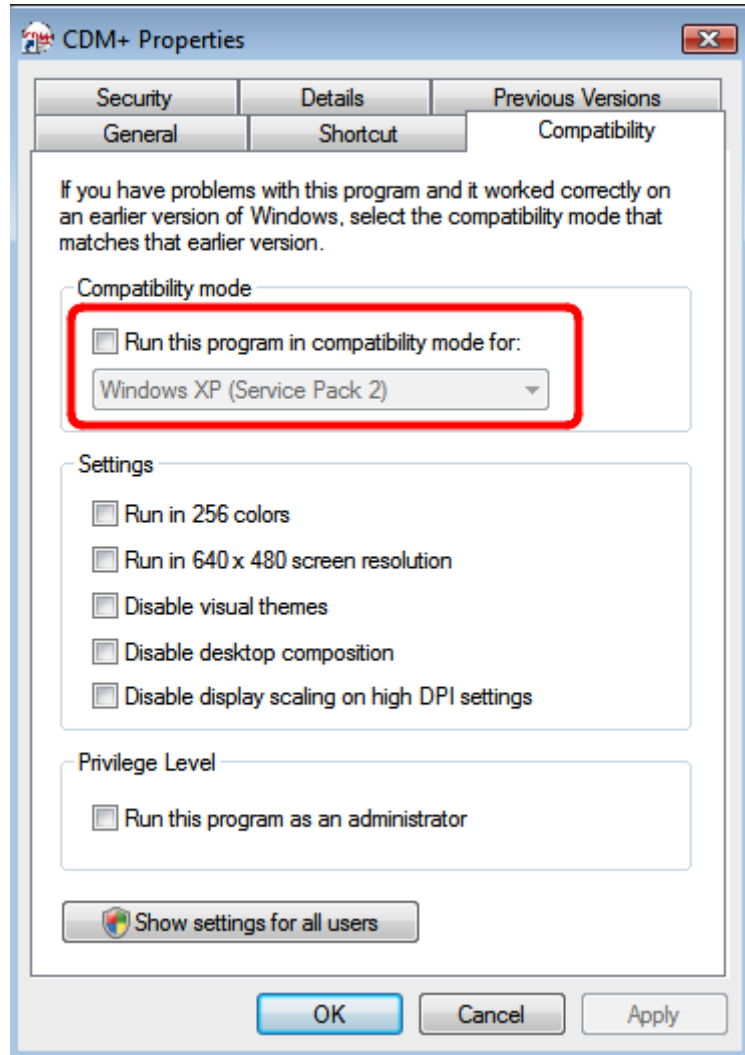 CDM+ Properties
Security Details Previous Versions
General Shortcut Compatibility
If you have problems with this program and it worked correctly on
an earlier version of Windows, select the compatibility mode that
matches that earlier version.
Compatibility mode
Run this program in compatibility mode for:
Windows XP (Service Pack 2)
Settings
Run in 256 colors
Run in 640 x 480 screen resolution
Disable visual themes
Disable desktop composition
Disable display scaling on high DPI settings
Privilege Level
Run this program as an administrator
Show settings for all users
OK Cancel Apply